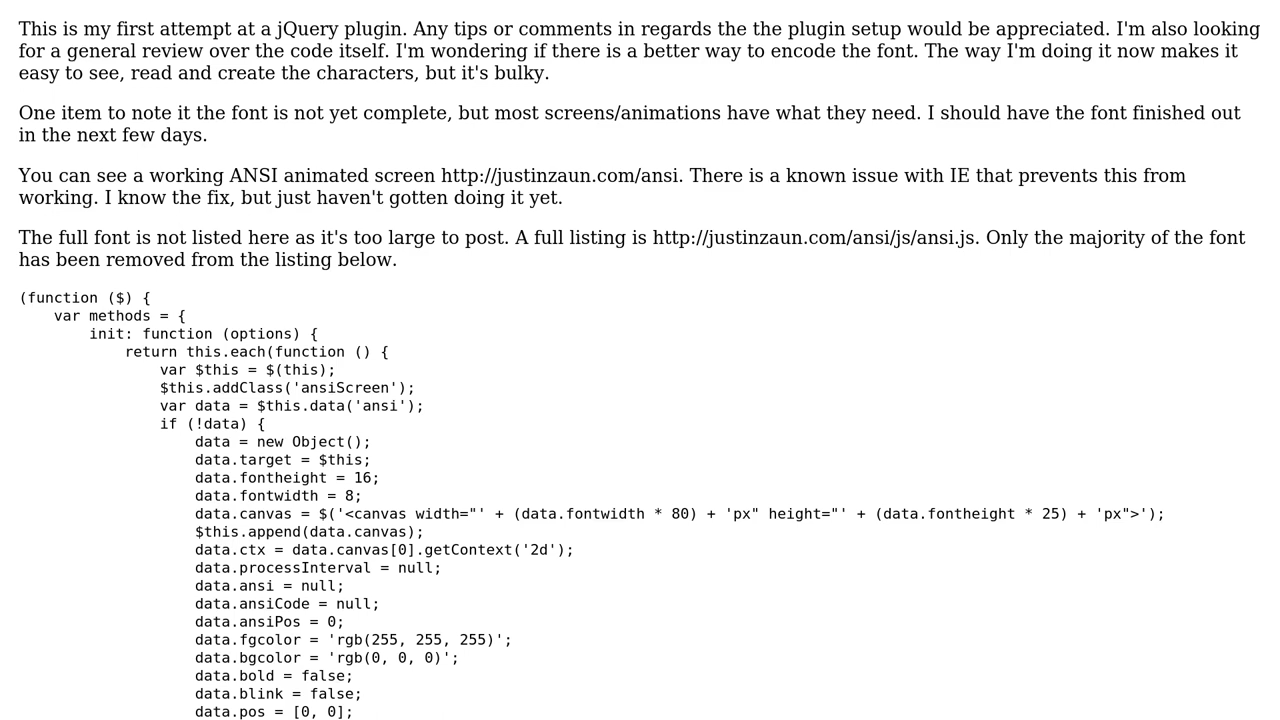 This is my first attempt at a jQuery plugin. Any tips or comments in regards the the plugin setup would be appreciated. I'm also looking
for a general review over the code itself. I'm wondering if there is a better way to encode the font. The way I'm doing it now makes it
easy to see, read and create the characters, but it's bulky.
One item to note it the font is not yet complete, but most screens/animations have what they need. I should have the font finished out
in the next few days.
You can see a working ANSI animated screen http://justinzaun.com/ansi. There is a known issue with IE that prevents this from
working. I know the fix, but just haven't gotten doing it yet.
The full font is not listed here as it's too large to post. A full listing is http://justinzaun.com/ansi/js/ansi.js. Only the majority of the font
has been removed from the listing below.
(function ($) {
    var methods = {
        init: function (options) {
            return this.each(function () {
                var $this = $(this);
                $this.addClass('ansiScreen');
                var data = $this.data('ansi');
                if (!data) {
                    data = new Object();
                    data.target = $this;
                    data.fontheight = 16;
                    data.fontwidth = 8;
                    data.canvas = $('<canvas width="' + (data.fontwidth * 80) + 'px" height="' + (data.fontheight * 25) + 'px">');
                    $this.append(data.canvas);
                    data.ctx = data.canvas[0].getContext('2d');
                    data.processInterval = null;
                    data.ansi = null;
                    data.ansiCode = null;
                    data.ansiPos = 0;
                    data.fgcolor = 'rgb(255, 255, 255)';
                    data.bgcolor = 'rgb(0, 0, 0)';
                    data.bold = false;
                    data.blink = false;
                    data.pos = [0, 0];